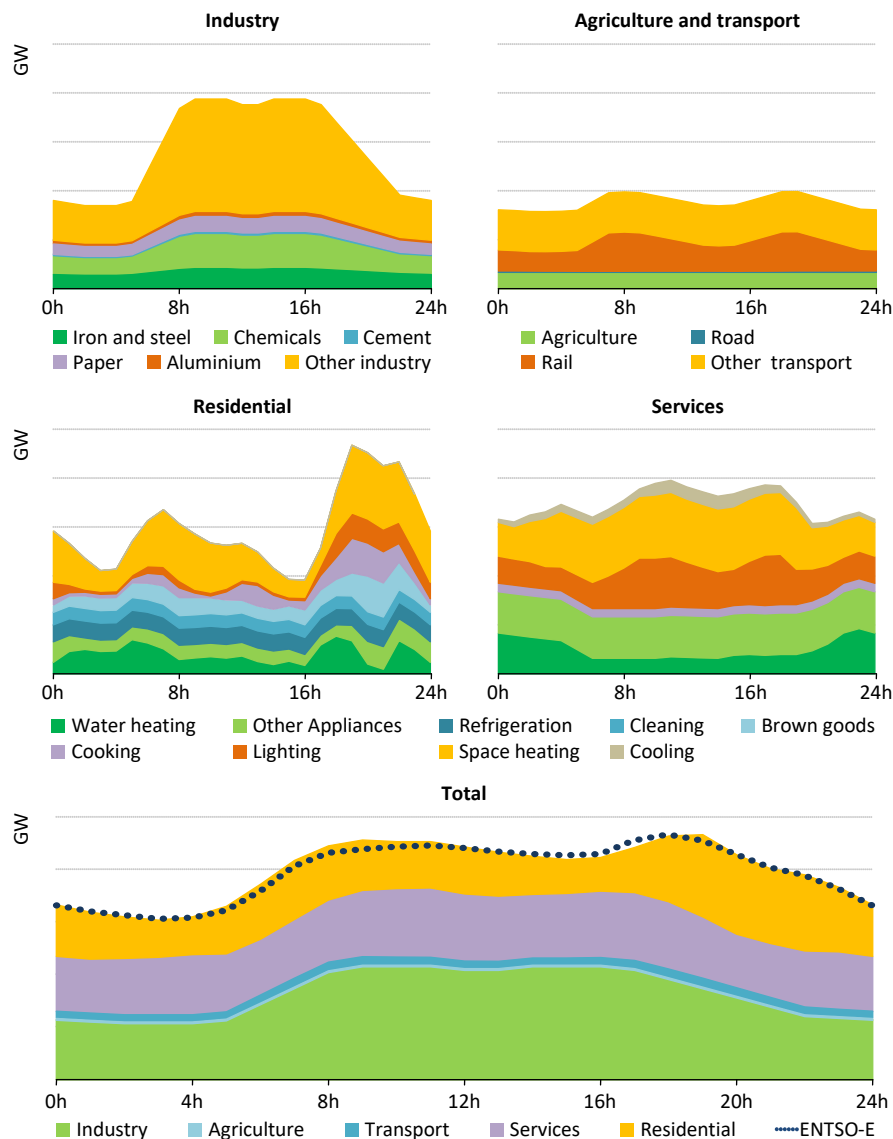 Industry
GW
0h 8h 16h 24h
Iron and steel Chemicals Cement
Paper Aluminium Other industry
Agriculture and transport
0h 8h 16h 24h
Agriculture Road
Rail Other transport
Residential
GW
0h 8h 16h 24h
Services
0h 8h 16h 24h
Water heating Other Appliances Refrigeration Cleaning Brown goods
Cooking Lighting Space heating Cooling
Total
GW
0h 4h 8h 12h 16h 20h 24h
Industry Agriculture Transport Services Residential ENTSO-E